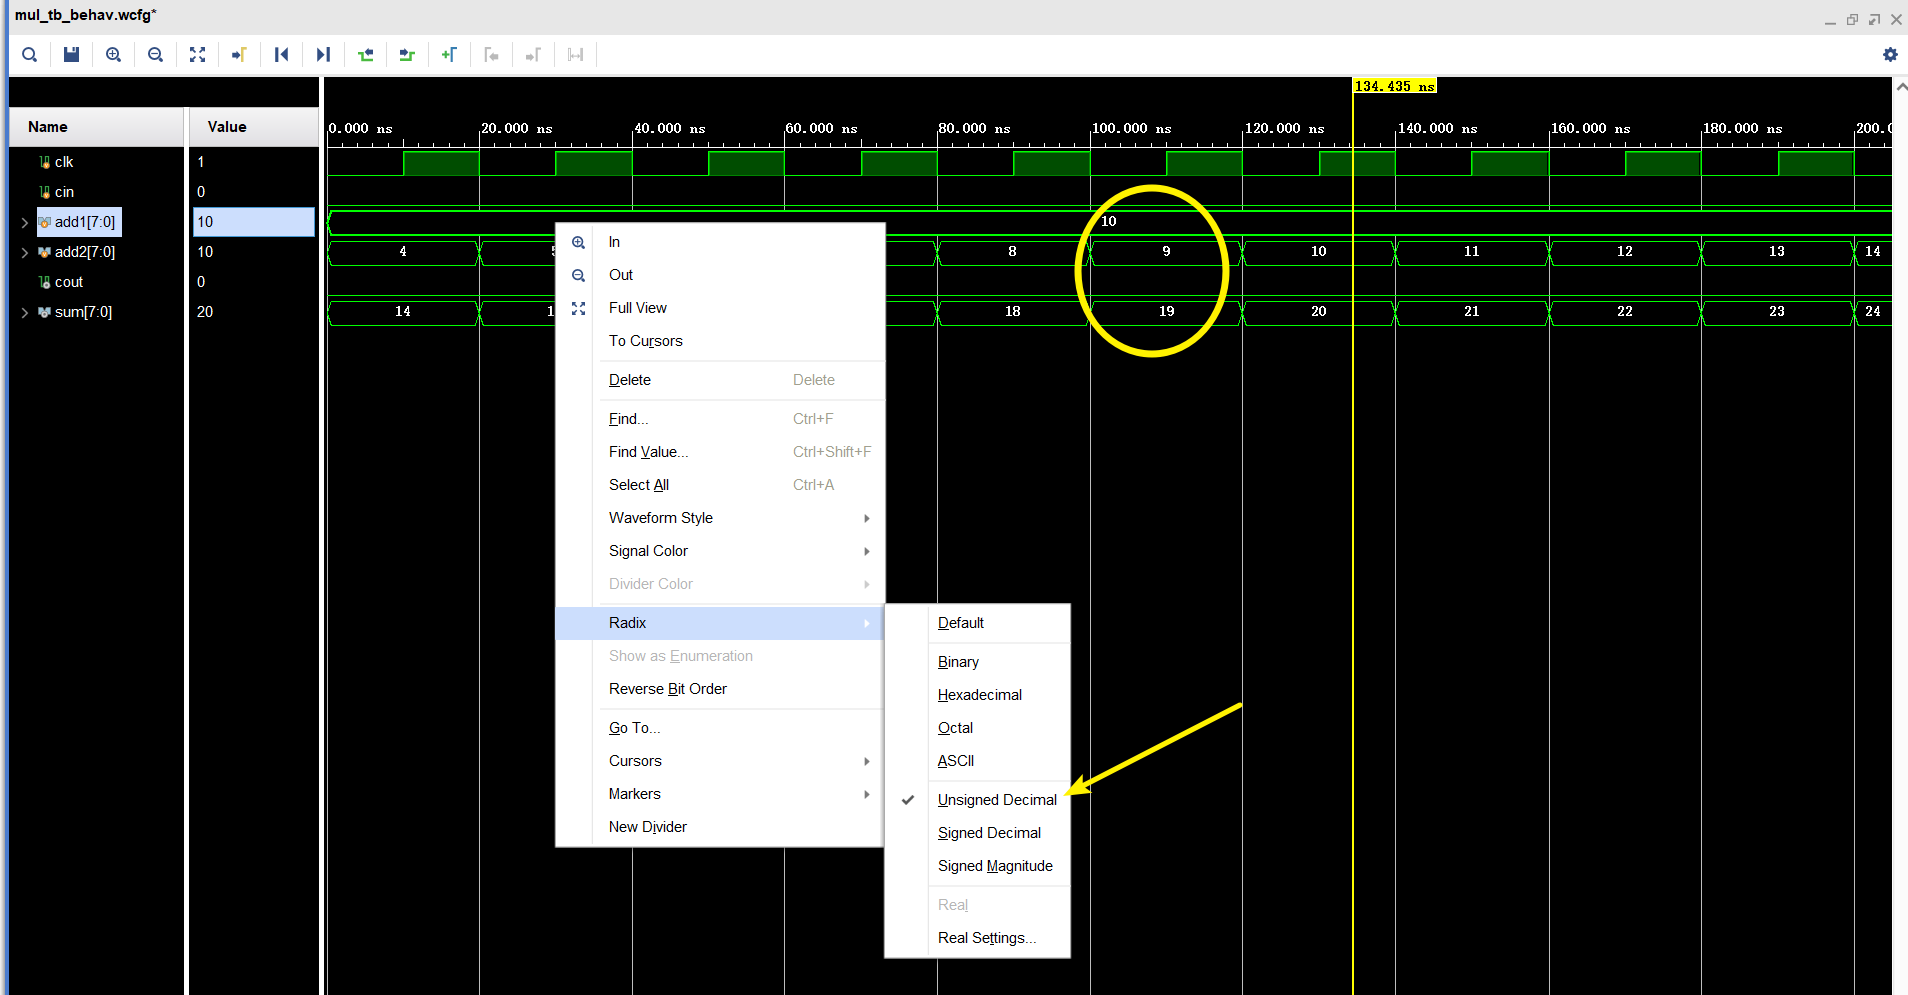 mul_tb_behav.wcfg*
134.435 ns
Name Value
0.000 ns 20.000 ns 40.000 ns 60.000 ns 80.000 ns 100.000 ns 120.000 ns 140.000 ns 160.000 ns 180.000 ns 200.0
clk 1
cin 0
add1[7:0] 10 10
add2[7:0] 10 4 8 9 10 11 12 13 14
cout 0
sum[7:0] 20 14 18 19 20 21 22 23 24
In
Out
Full View
To Cursors
Delete Delete
Find... Ctrl+F
Find Value... Ctrl+Shift+F
Select All Ctrl+A
Waveform Style
Signal Color
Divider Color
Radix
Show as Enumeration
Reverse Bit Order
Go To...
Cursors
Markers
New Divider
Default
Binary
Hexadecimal
Octal
ASCII
Unsigned Decimal
Signed Decimal
Signed Magnitude
Real
Real Settings...